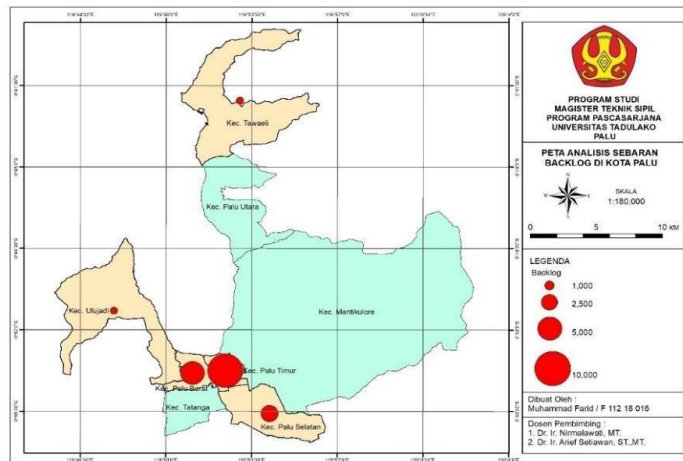 Kec. Tawaeli
Kec. Palu Utara
Kec. Mantikulore
Kec. Ulujadi
Kec. Palu Timur
Kec. Palu Barat
Kec. Tatanga
Kec. Palu Selatan
PROGRAM STUDI
MAGISTER TEKNIK SIPIL
PROGRAM PASCASARJANA
UNIVERSITAS TADULAKO
PALU
PETA ANALISIS SEBARAN
BACKLOG DI KOTA PALU
N
W
E
S
SKALA
1:180,000
0 5 10 KM
LEGENDA
Backlog
1,000
2,500
5,000
10,000
Dibuat Oleh :
Muhammad Farid / F 112 18 016
Dosen Pembimbing :
1. Dr. Ir. Nirmalawati, MT.
2. Dr. Ir. Arief Setiawan, ST.,MT.